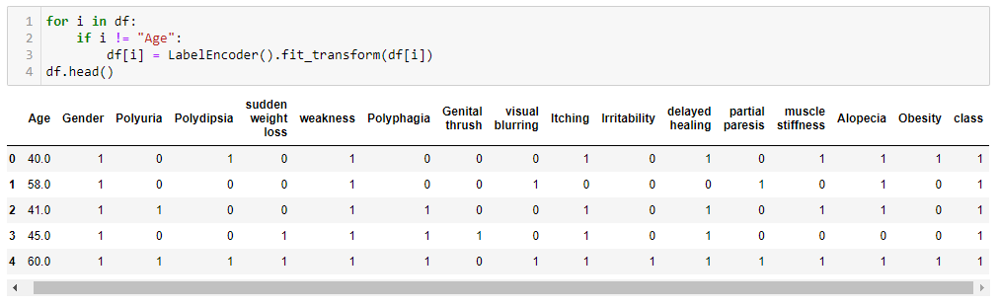 1 for i in df:
2     if i != "Age":
3         df[i] = LabelEncoder().fit_transform(df[i])
4 df.head()
Age Gender Polyuria Polydipsia sudden weight loss weakness Polyphagia Genital thrush visual blurring Itching Irritability delayed healing partial paresis muscle stiffness Alopecia Obesity class
0 40.0 1 0 1 0 1 0 0 0 1 0 1 0 1 1 1 1
1 58.0 1 0 0 0 1 0 0 1 0 0 0 1 0 1 0 1
2 41.0 1 1 0 0 1 1 0 0 1 0 1 0 1 1 0 1
3 45.0 1 0 0 1 1 1 1 0 1 0 1 0 0 0 0 1
4 60.0 1 1 1 1 1 1 0 1 1 1 1 1 1 1 1 1